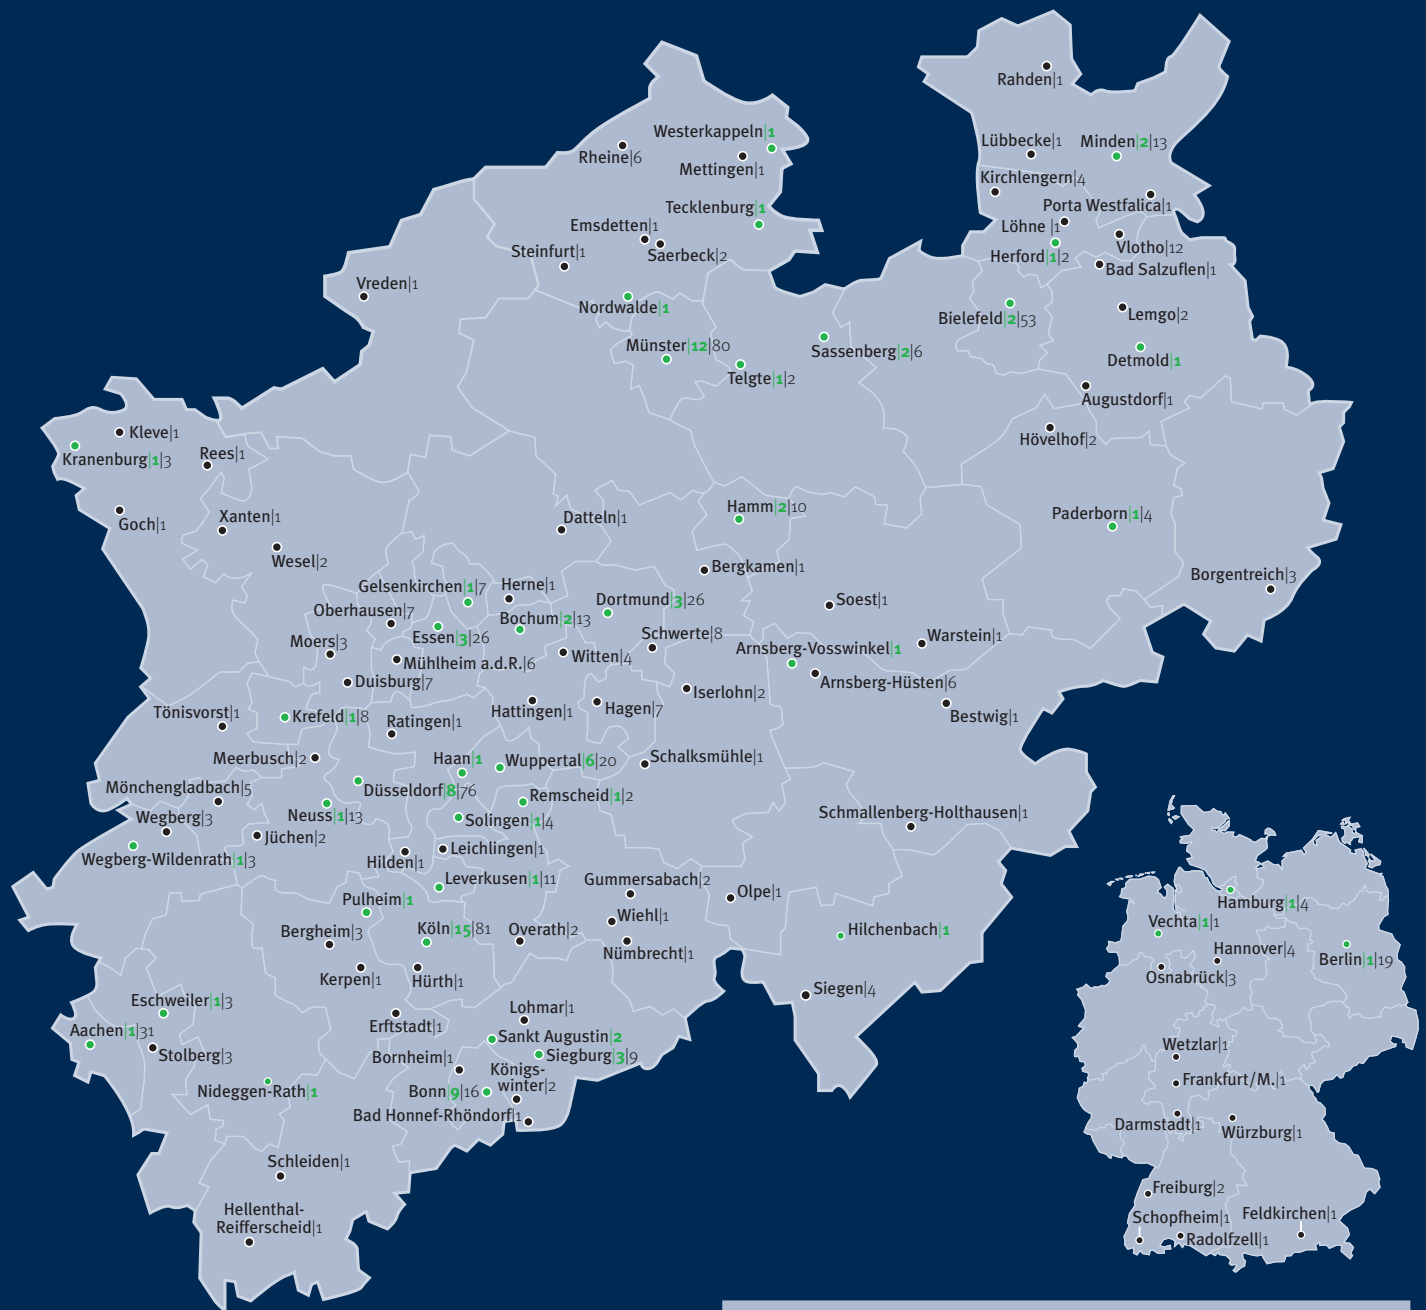 Rahden|1
Westerkappeln|1
Lübbecke|1
Minden|2|13
Rheine|6
Mettingen|1
Kirchlengern|4
Porta Westfalica|1
Tecklenburg|1
Emsdetten|1
Löhne |1
Steinfurt|1
Saerbeck|2
Herford|1|2
Vlotho|12
Bad Salzuflen|1
Vreden|1
Nordwalde|1
Bielefeld|2|53
Lemgo|2
Münster|12|80
Sassenberg|2|6
Detmold|1
Telgte|1|2
Augustdorf|1
Kleve|1
Hövelhof|2
Kranenburg|1|3
Rees|1
Goch|1
Xanten|1
Datteln|1
Hamm|2|10
Paderborn|1|4
Wesel|2
Bergkamen|1
Borgentreich|3
Gelsenkirchen|1|7
Herne|1
Dortmund|3|26
Soest|1
Oberhausen|7
Bochum|2|13
Essen|3|26
Schwerte|8
Warstein|1
Moers|3
Arnsberg-Vosswinkel|1
Mühlheim a.d.R.|6
Witten|4
Duisburg|7
Arnsberg-Hüsten|6
Iserlohn|2
Tönisvorst|1
Krefeld|1|8
Ratingen|1
Hattingen|1
Hagen|7
Bestwig|1
Meerbusch|2
Haan|1
Wuppertal|6|20
Schalksmühle|1
Mönchengladbach|5
Düsseldorf|8|76
Remscheid|1|2
Wegberg|3
Neuss|1|13
Solingen|1|4
Schmallenberg-Holthausen|1
Jüchen|2
Wegberg-Wildenrath|1|3
Hilden|1
Leichlingen|1
Leverkusen|1|11
Gummersabach|2
Olpe|1
Pulheim|1
Wiehl|1
Bergheim|3
Köln|15|81
Overath|2
Hilchenbach|1
Nümbrecht|1
Kerpen|1
Hürth|1
Siegen|4
Eschweiler|1|3
Lohmar|1
Aachen|1|31
Erftstadt|1
Sankt Augustin|2
Stolberg|3
Bornheim|1
Siegburg|3|9
Königs-
winter|2
Nideggen-Rath|1
Bonn|9|16
Bad Honnef-Rhöndorf|1
Schleiden|1
Hellenthal-
Reifferscheid|1
Hamburg|1|4
Vechta|1|1
Hannover|4
Berlin|1|19
Osnabrück|3
Wetzlar|1
Frankfurt/M.|1
Darmstadt|1
Würzburg|1
Freiburg|2
Schopfheim|1
Feldkirchen|1
Radolfzell|1